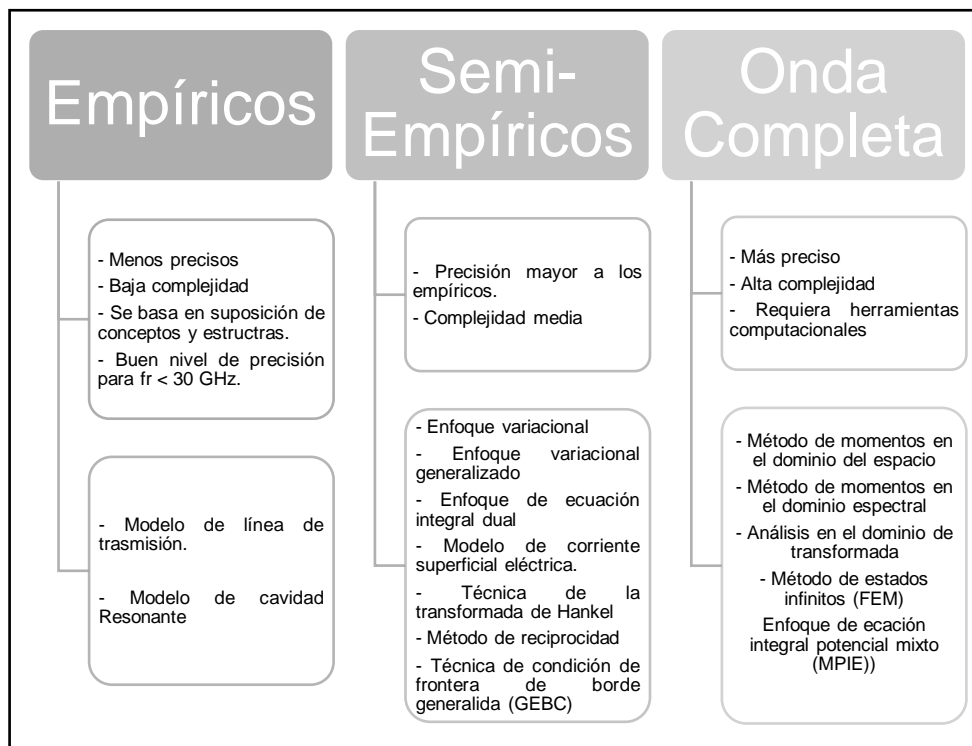 Empíricos
- Menos precisos
- Baja complejidad
- Se basa en suposición de
conceptos y estructras.
- Buen nivel de precisión
para fr < 30 GHz.
- Modelo de línea de
trasmisión.
- Modelo de cavidad
Resonante
Semi-
Empíricos
- Precisión mayor a los
empíricos.
- Complejidad media
- Enfoque variacional
- Enfoque variacional
generalizado
- Enfoque de ecuación
integral dual
- Modelo de corriente
superficial eléctrica.
- Técnica de la
transformada de Hankel
- Método de reciprocidad
- Técnica de condición de
frontera de borde
generalida (GEBC)
Onda
Completa
- Más preciso
- Alta complejidad
- Requiera herramientas
computacionales
- Método de momentos en
el dominio del espacio
- Método de momentos en
el dominio espectral
- Análisis en el dominio de
transformada
- Método de estados
infinitos (FEM)
Enfoque de ecación
integral potencial mixto
(MPIE))